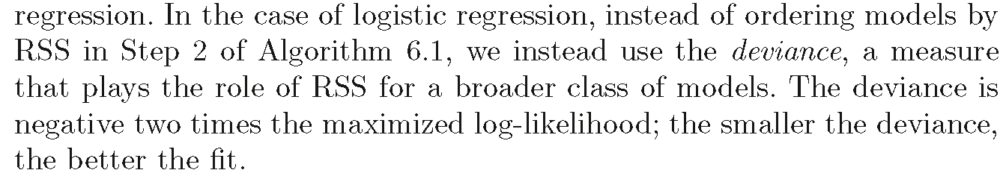 regression. In the case of logistic regression, instead of ordering models by
RSS in Step 2 of Algorithm 6.1, we instead use the deviance, a measure
that plays the role of RSS for a broader class of models. The deviance is
negative two times the maximized log-likelihood; the smaller the deviance,
the better the fit.